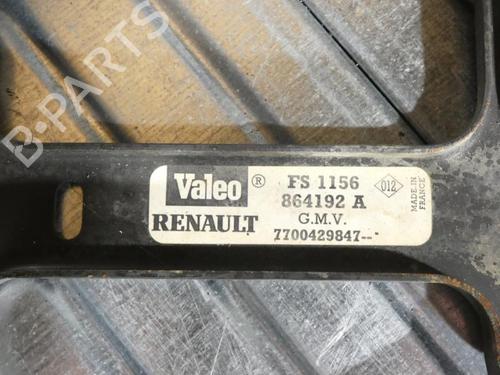 B-PARTS
Valeo ® FS 1156
864192 A
RENAULT G.M.V.
7700429847--
012
MADE IN
FRANCE